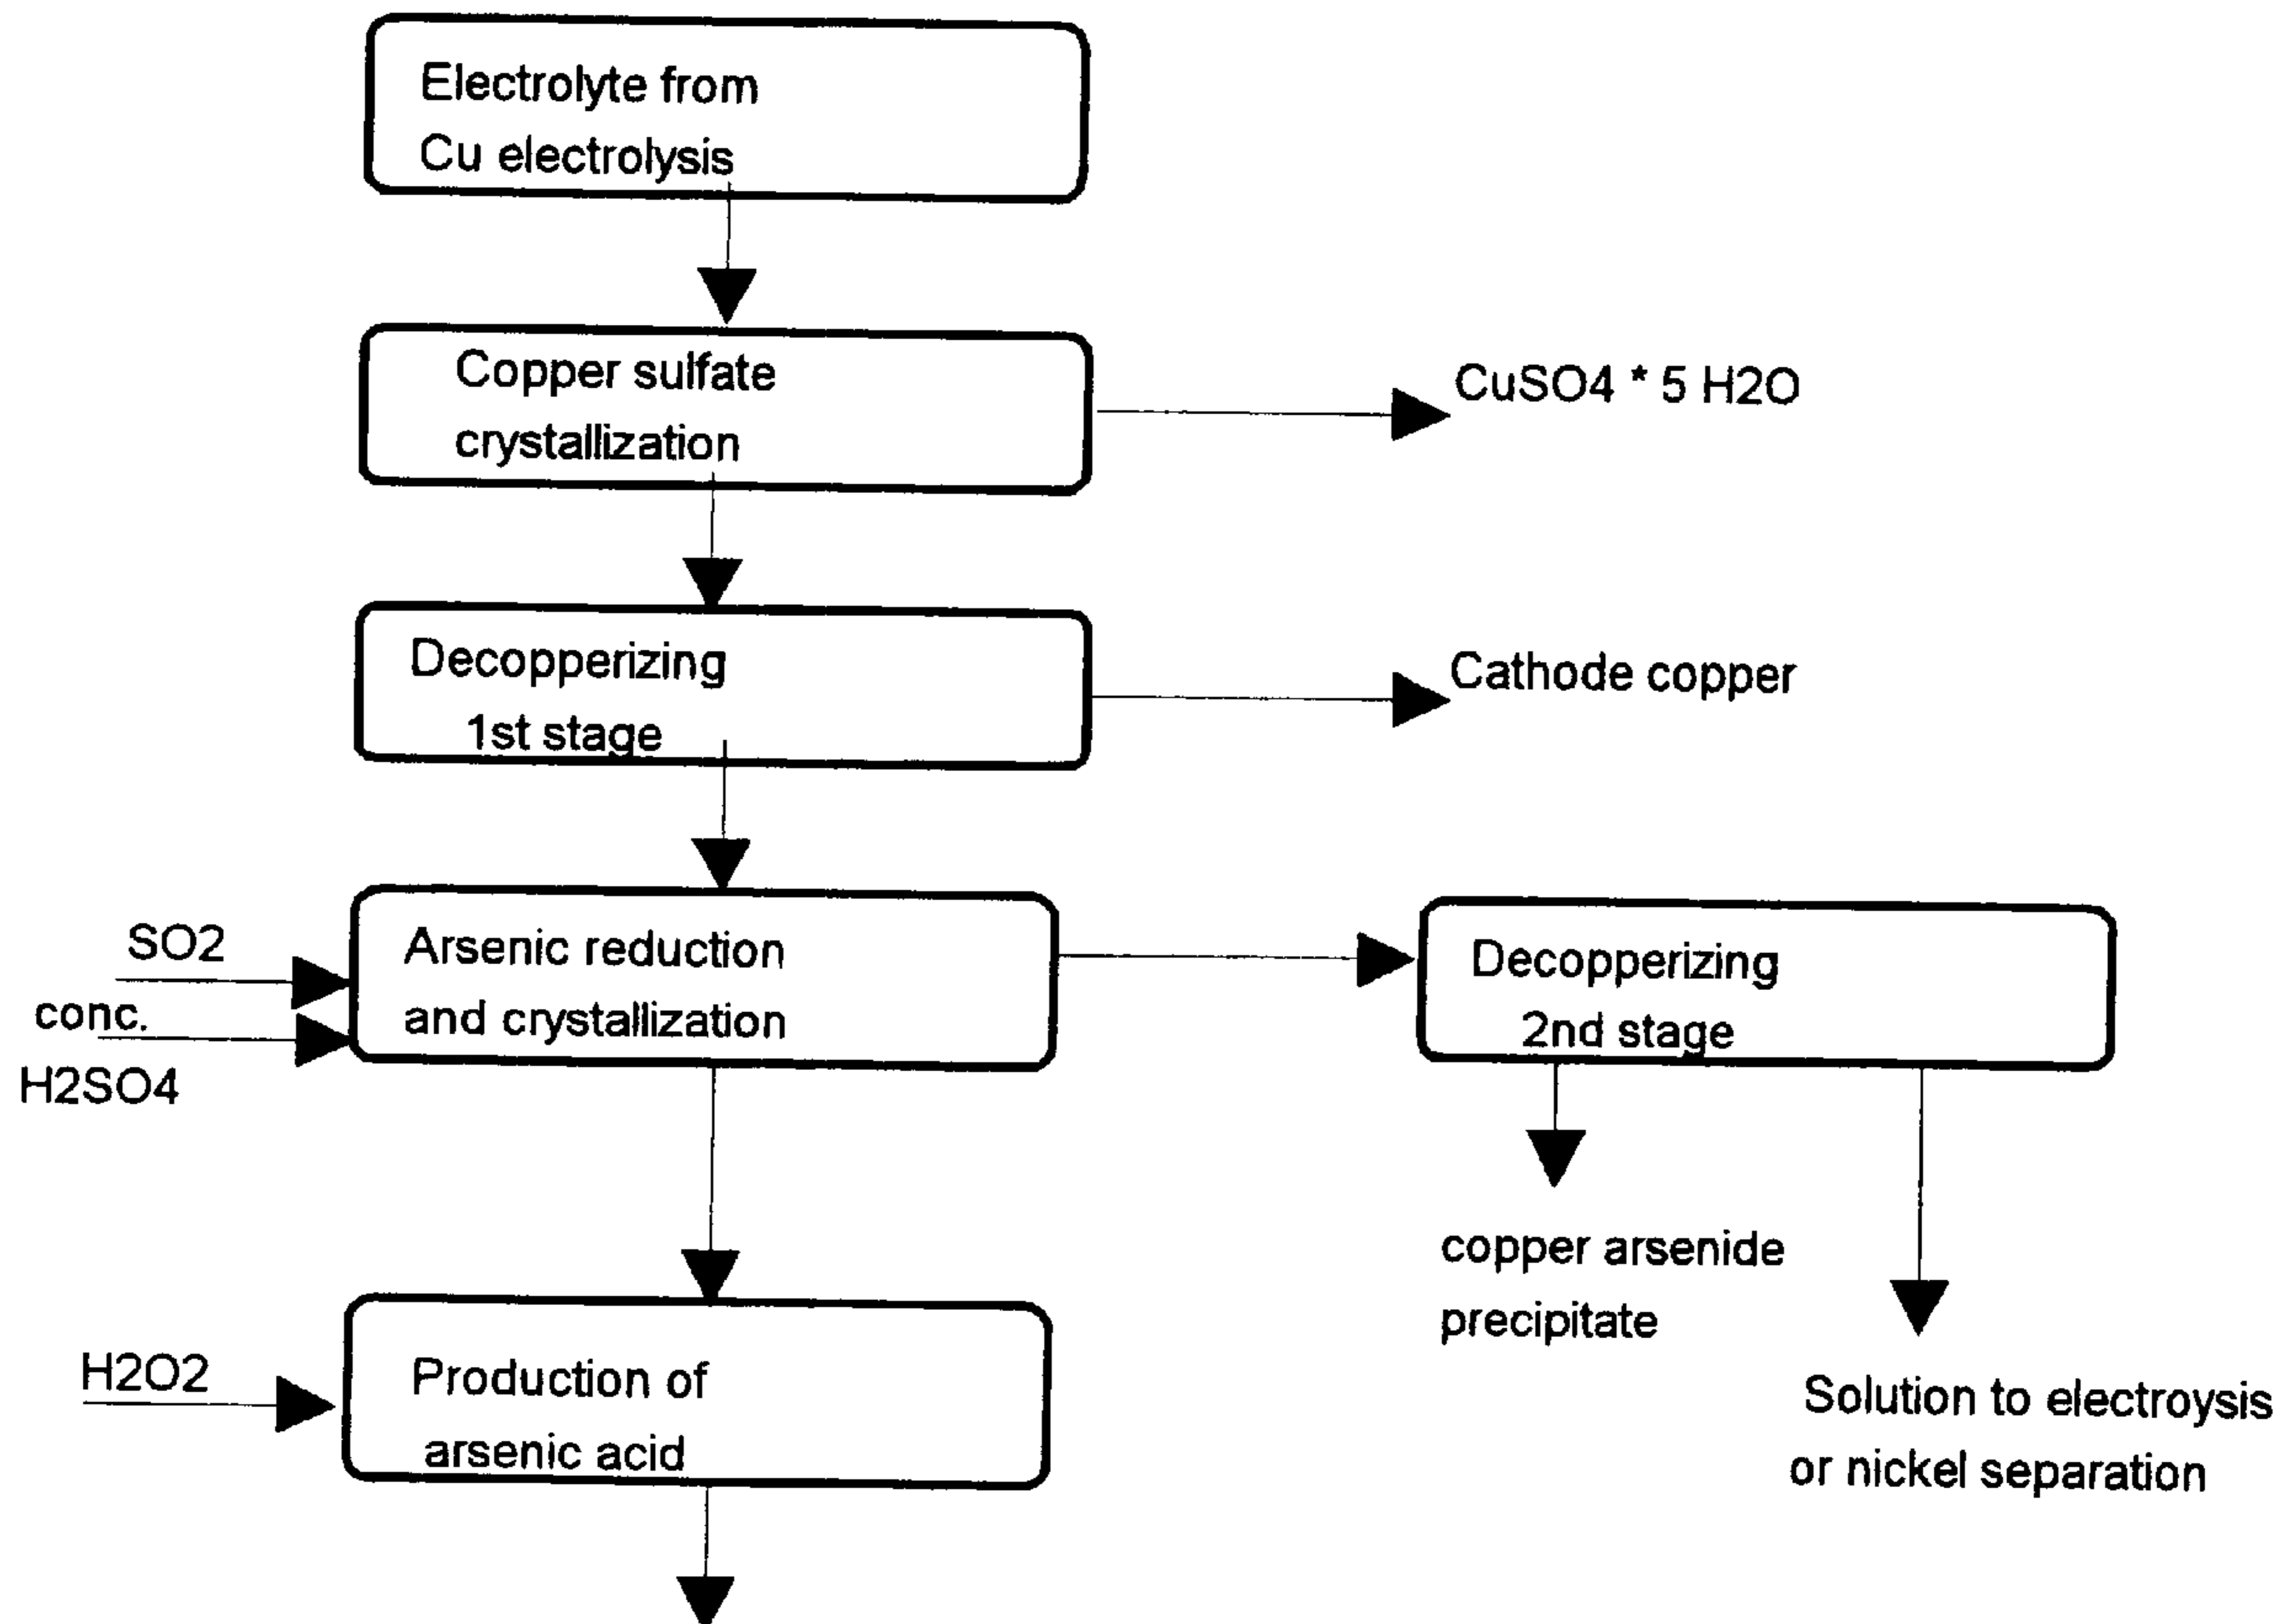 Electrolyte from
Cu electrolysis
Copper sulfate
crystallization
CuSO4 * 5 H2O
Decopperizing
1st stage
Cathode copper
SO2
conc.
H2SO4
Arsenic reduction
and crystallization
Decopperizing
2nd stage
copper arsenide
precipitate
Solution to electroysis
or nickel separation
H2O2
Production of
arsenic acid